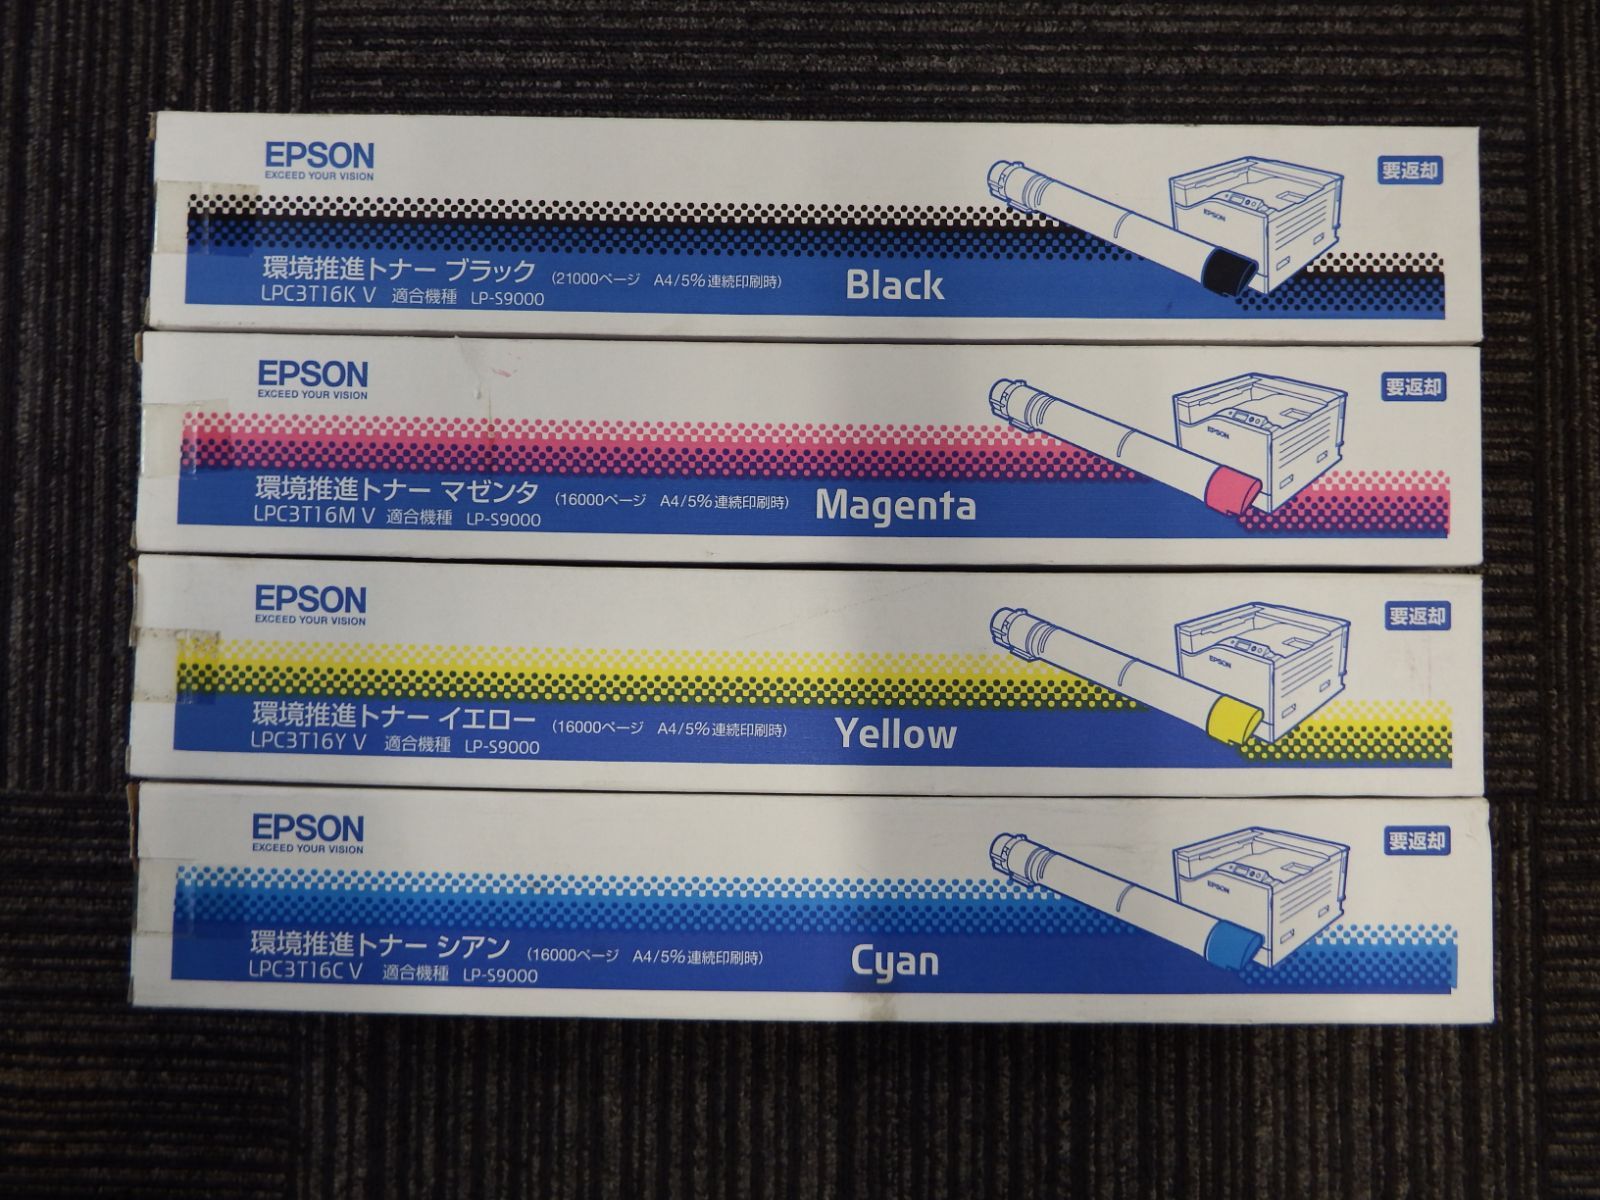 EPSON
EXCEED YOUR VISION
要返却
EPSON
環境推進トナー ブラック (21000ページ A4/5%連続印刷時) Black
LPC3T16K V 適合機種 LP-S9000
EPSON
EXCEED YOUR VISION
要返却
EPSON
環境推進トナー マゼンタ (16000ページ A4/5%連続印刷時) Magenta
LPC3T16M V 適合機種 LP-S9000
EPSON
EXCEED YOUR VISION
要返却
EPSON
環境推進トナー イエロー (16000ページ A4/5%連続印刷時) Yellow
LPC3T16Y V 適合機種 LP-S9000
EPSON
EXCEED YOUR VISION
要返却
EPSON
環境推進トナー シアン (16000ページ A4/5%連続印刷時) Cyan
LPC3T16C V 適合機種 LP-S9000